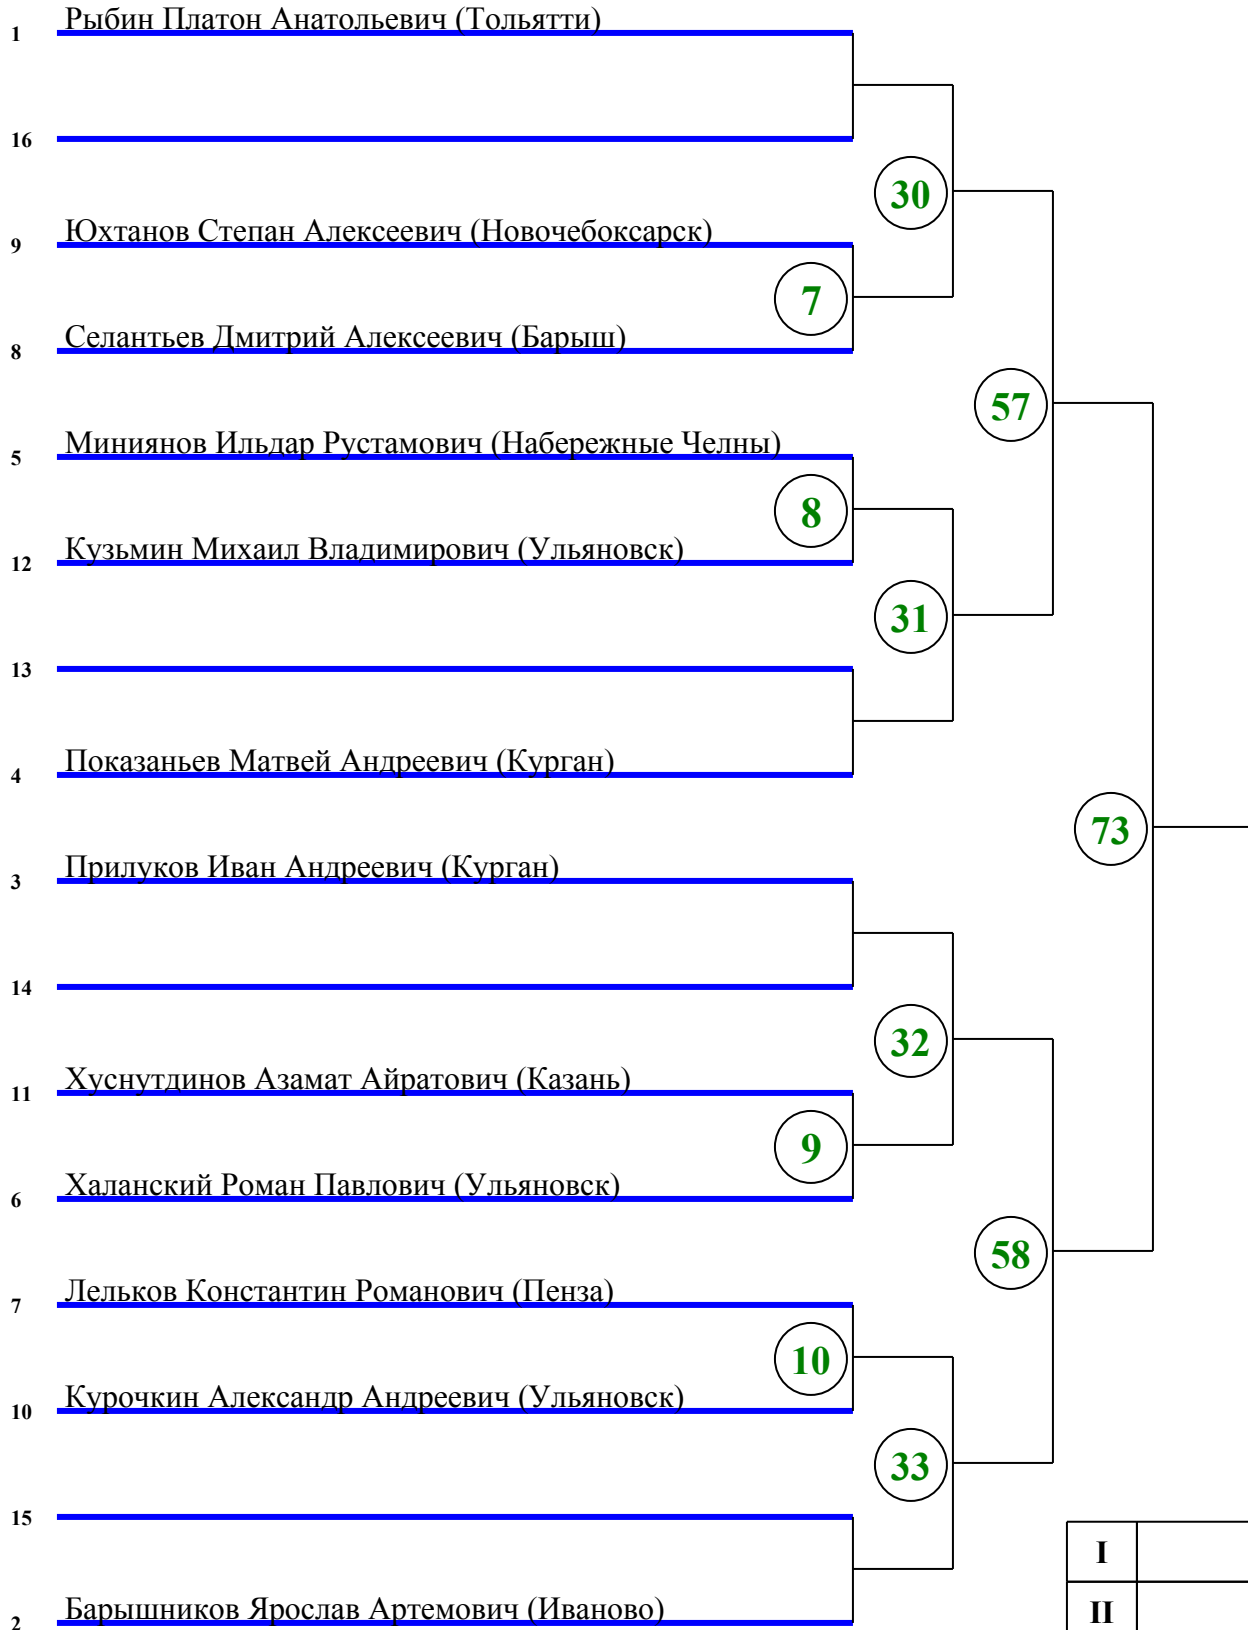 1 Рыбин Платон Анатольевич (Тольятти)
16
30
9 Юхтанов Степан Алексеевич (Новочебоксарск)
7
8 Селантьев Дмитрий Алексеевич (Барыш)
57
5 Миниянов Ильдар Рустамович (Набережные Челны)
8
12 Кузьмин Михаил Владимирович (Ульяновск)
31
13
4 Показаньев Матвей Андреевич (Курган)
73
3 Прилуков Иван Андреевич (Курган)
14
32
11 Хуснутдинов Азамат Айратович (Казань)
9
6 Халанский Роман Павлович (Ульяновск)
58
7 Лельков Константин Романович (Пенза)
10
10 Курочкин Александр Андреевич (Ульяновск)
33
15
I
2 Барышников Ярослав Артемович (Иваново)
II